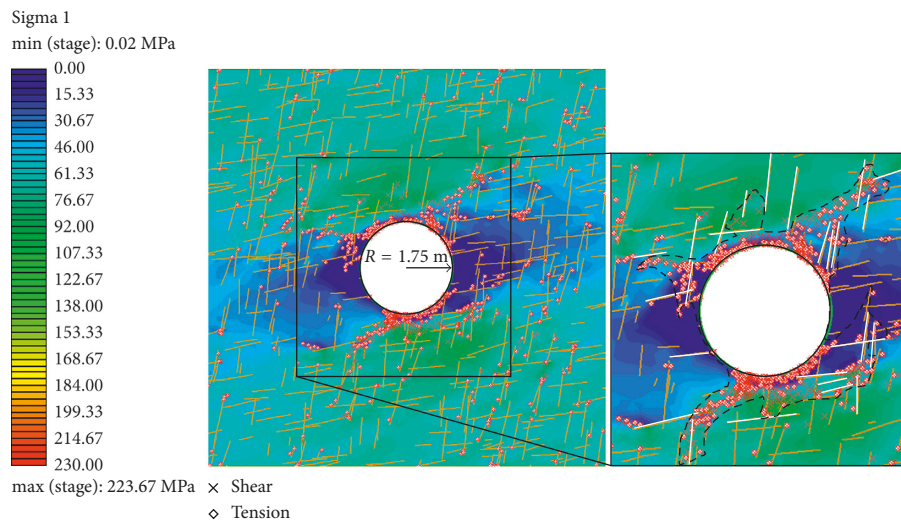 Sigma 1
min (stage): 0.02 MPa
0.00
15.33
30.67
46.00
61.33
76.67
92.00
107.33
122.67
138.00
153.33
168.67
184.00
199.33
214.67
230.00
max (stage): 223.67 MPa
R = 1.75 m
× Shear
◇ Tension